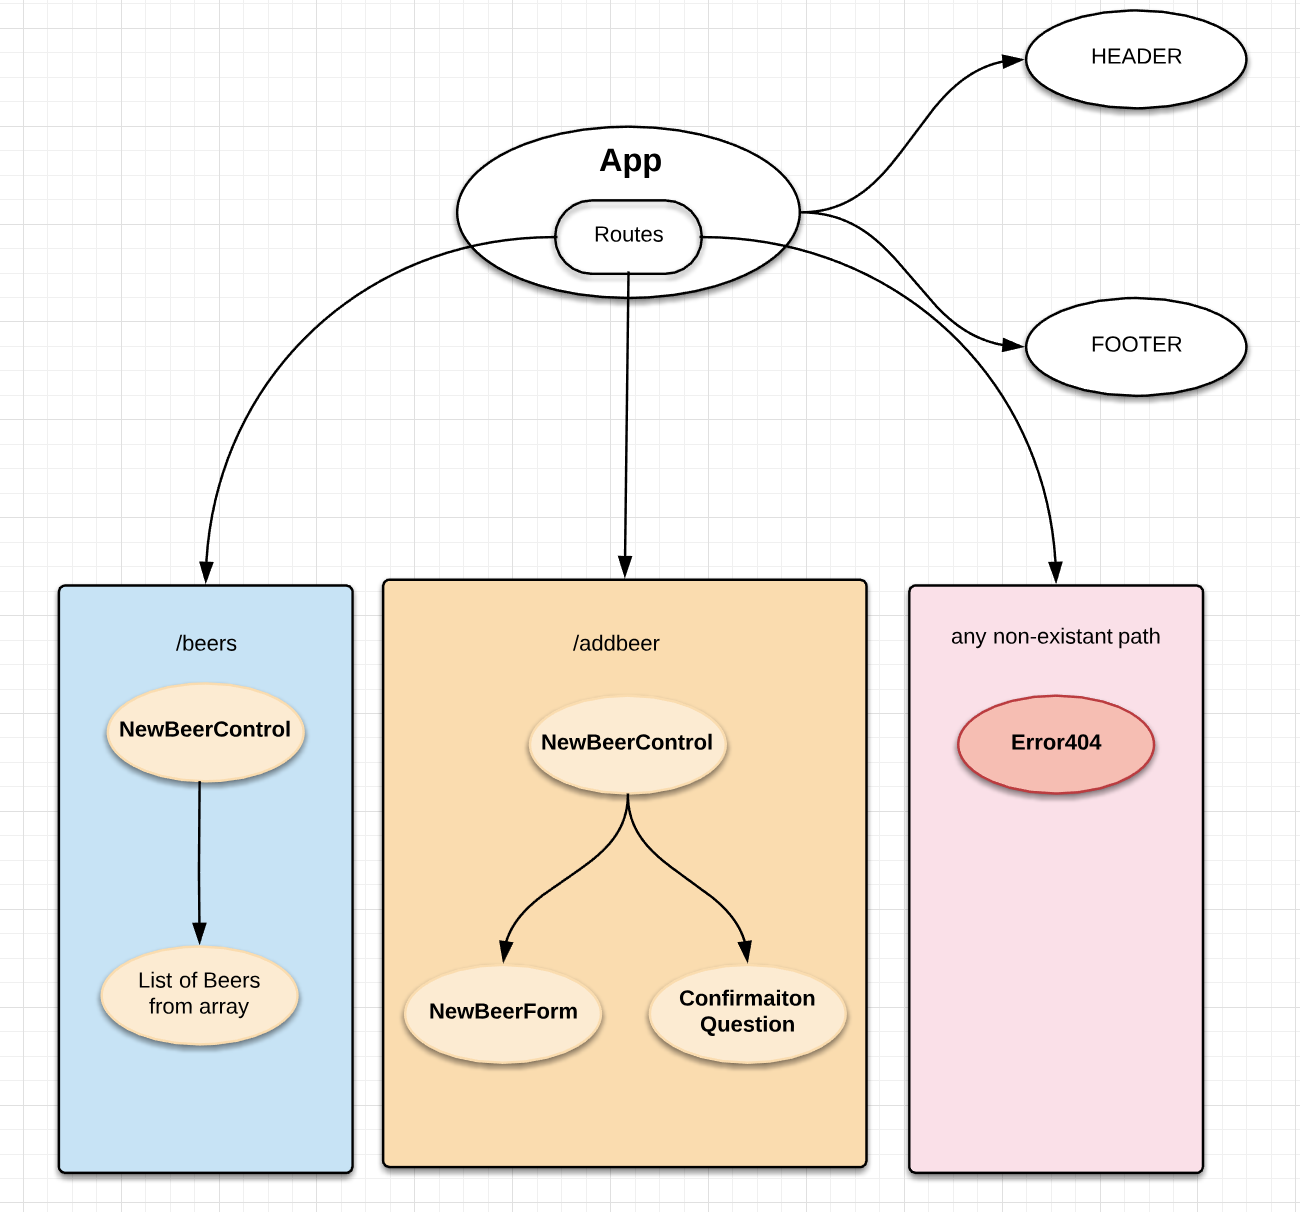 HEADER
App
Routes
FOOTER
/beers
NewBeerControl
List of Beers
from array
/addbeer
NewBeerControl
NewBeerForm
Confirmaiton
Question
any non-existant path
Error404